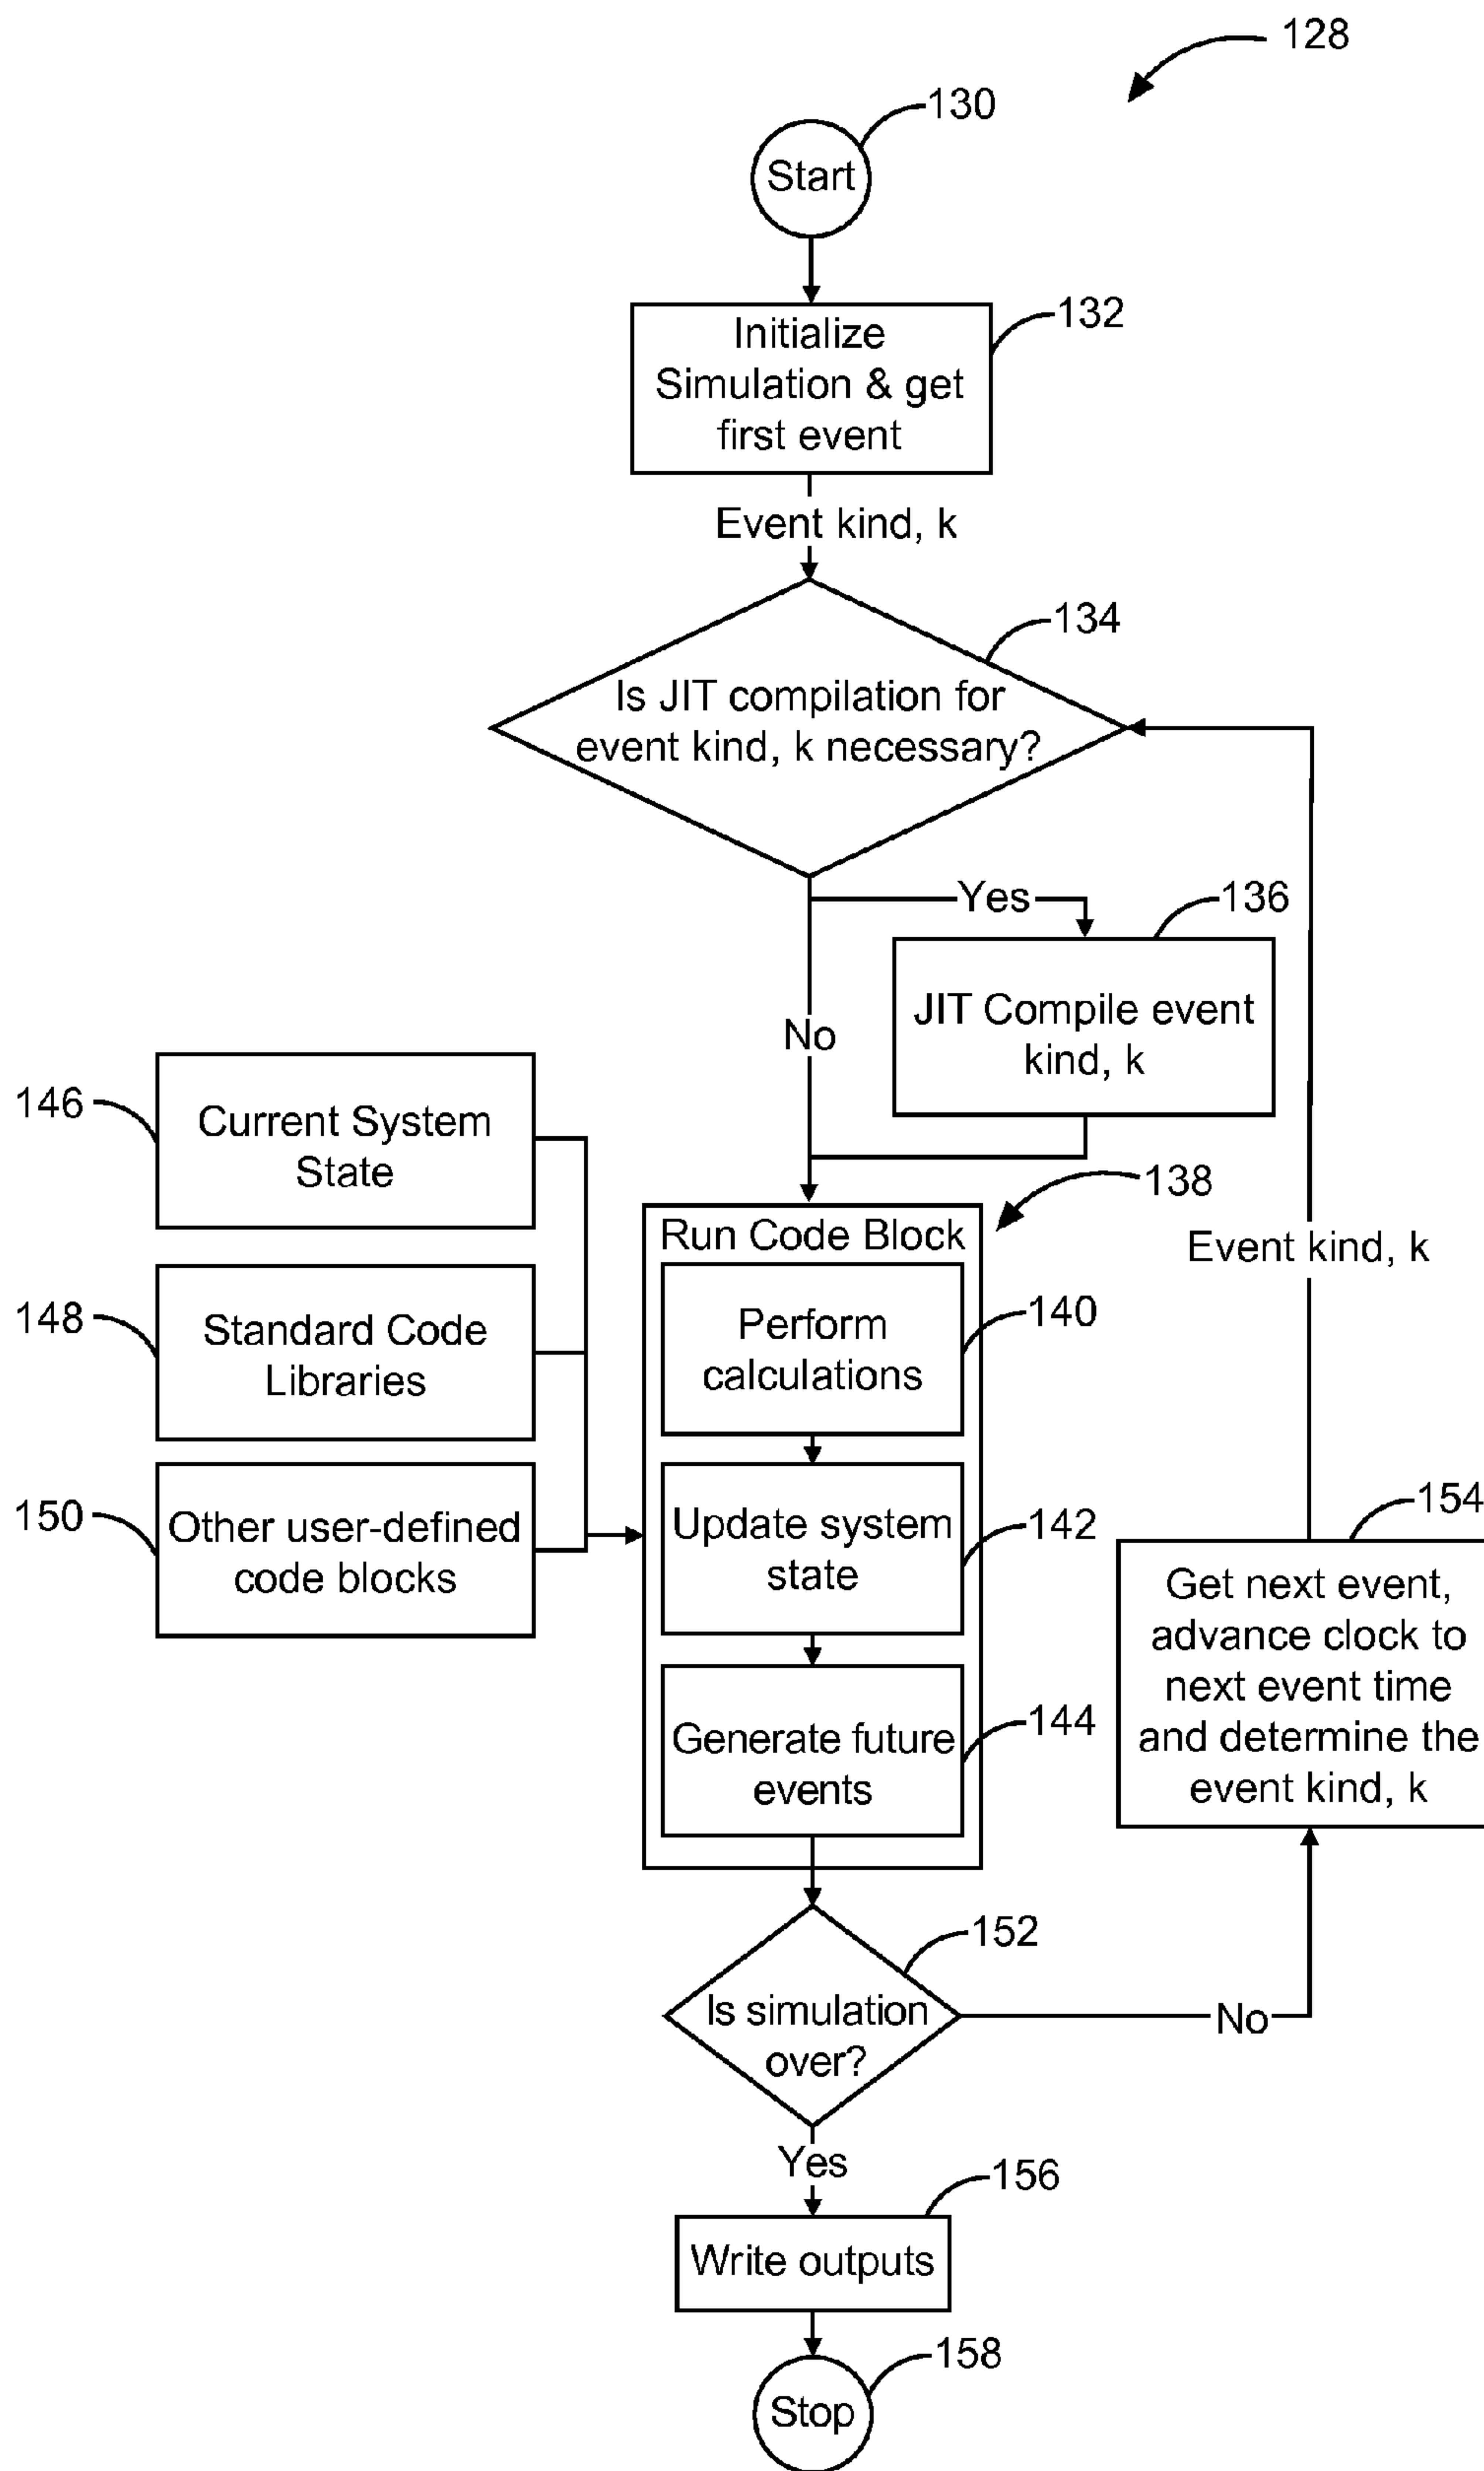 128
130
Start
132
Initialize
Simulation & get
first event
Event kind, k
134
Is JIT compilation for
event kind, k necessary?
Yes
136
JIT Compile event
kind, k
No
146
Current System
State
138
Run Code Block
Event kind, k
148
Standard Code
Libraries
Perform
calculations
140
150
Other user-defined
code blocks
Update system
state
142
154
Get next event,
advance clock to
next event time
and determine the
event kind, k
Generate future
events
144
152
Is simulation
over?
No
Yes
156
Write outputs
158
Stop